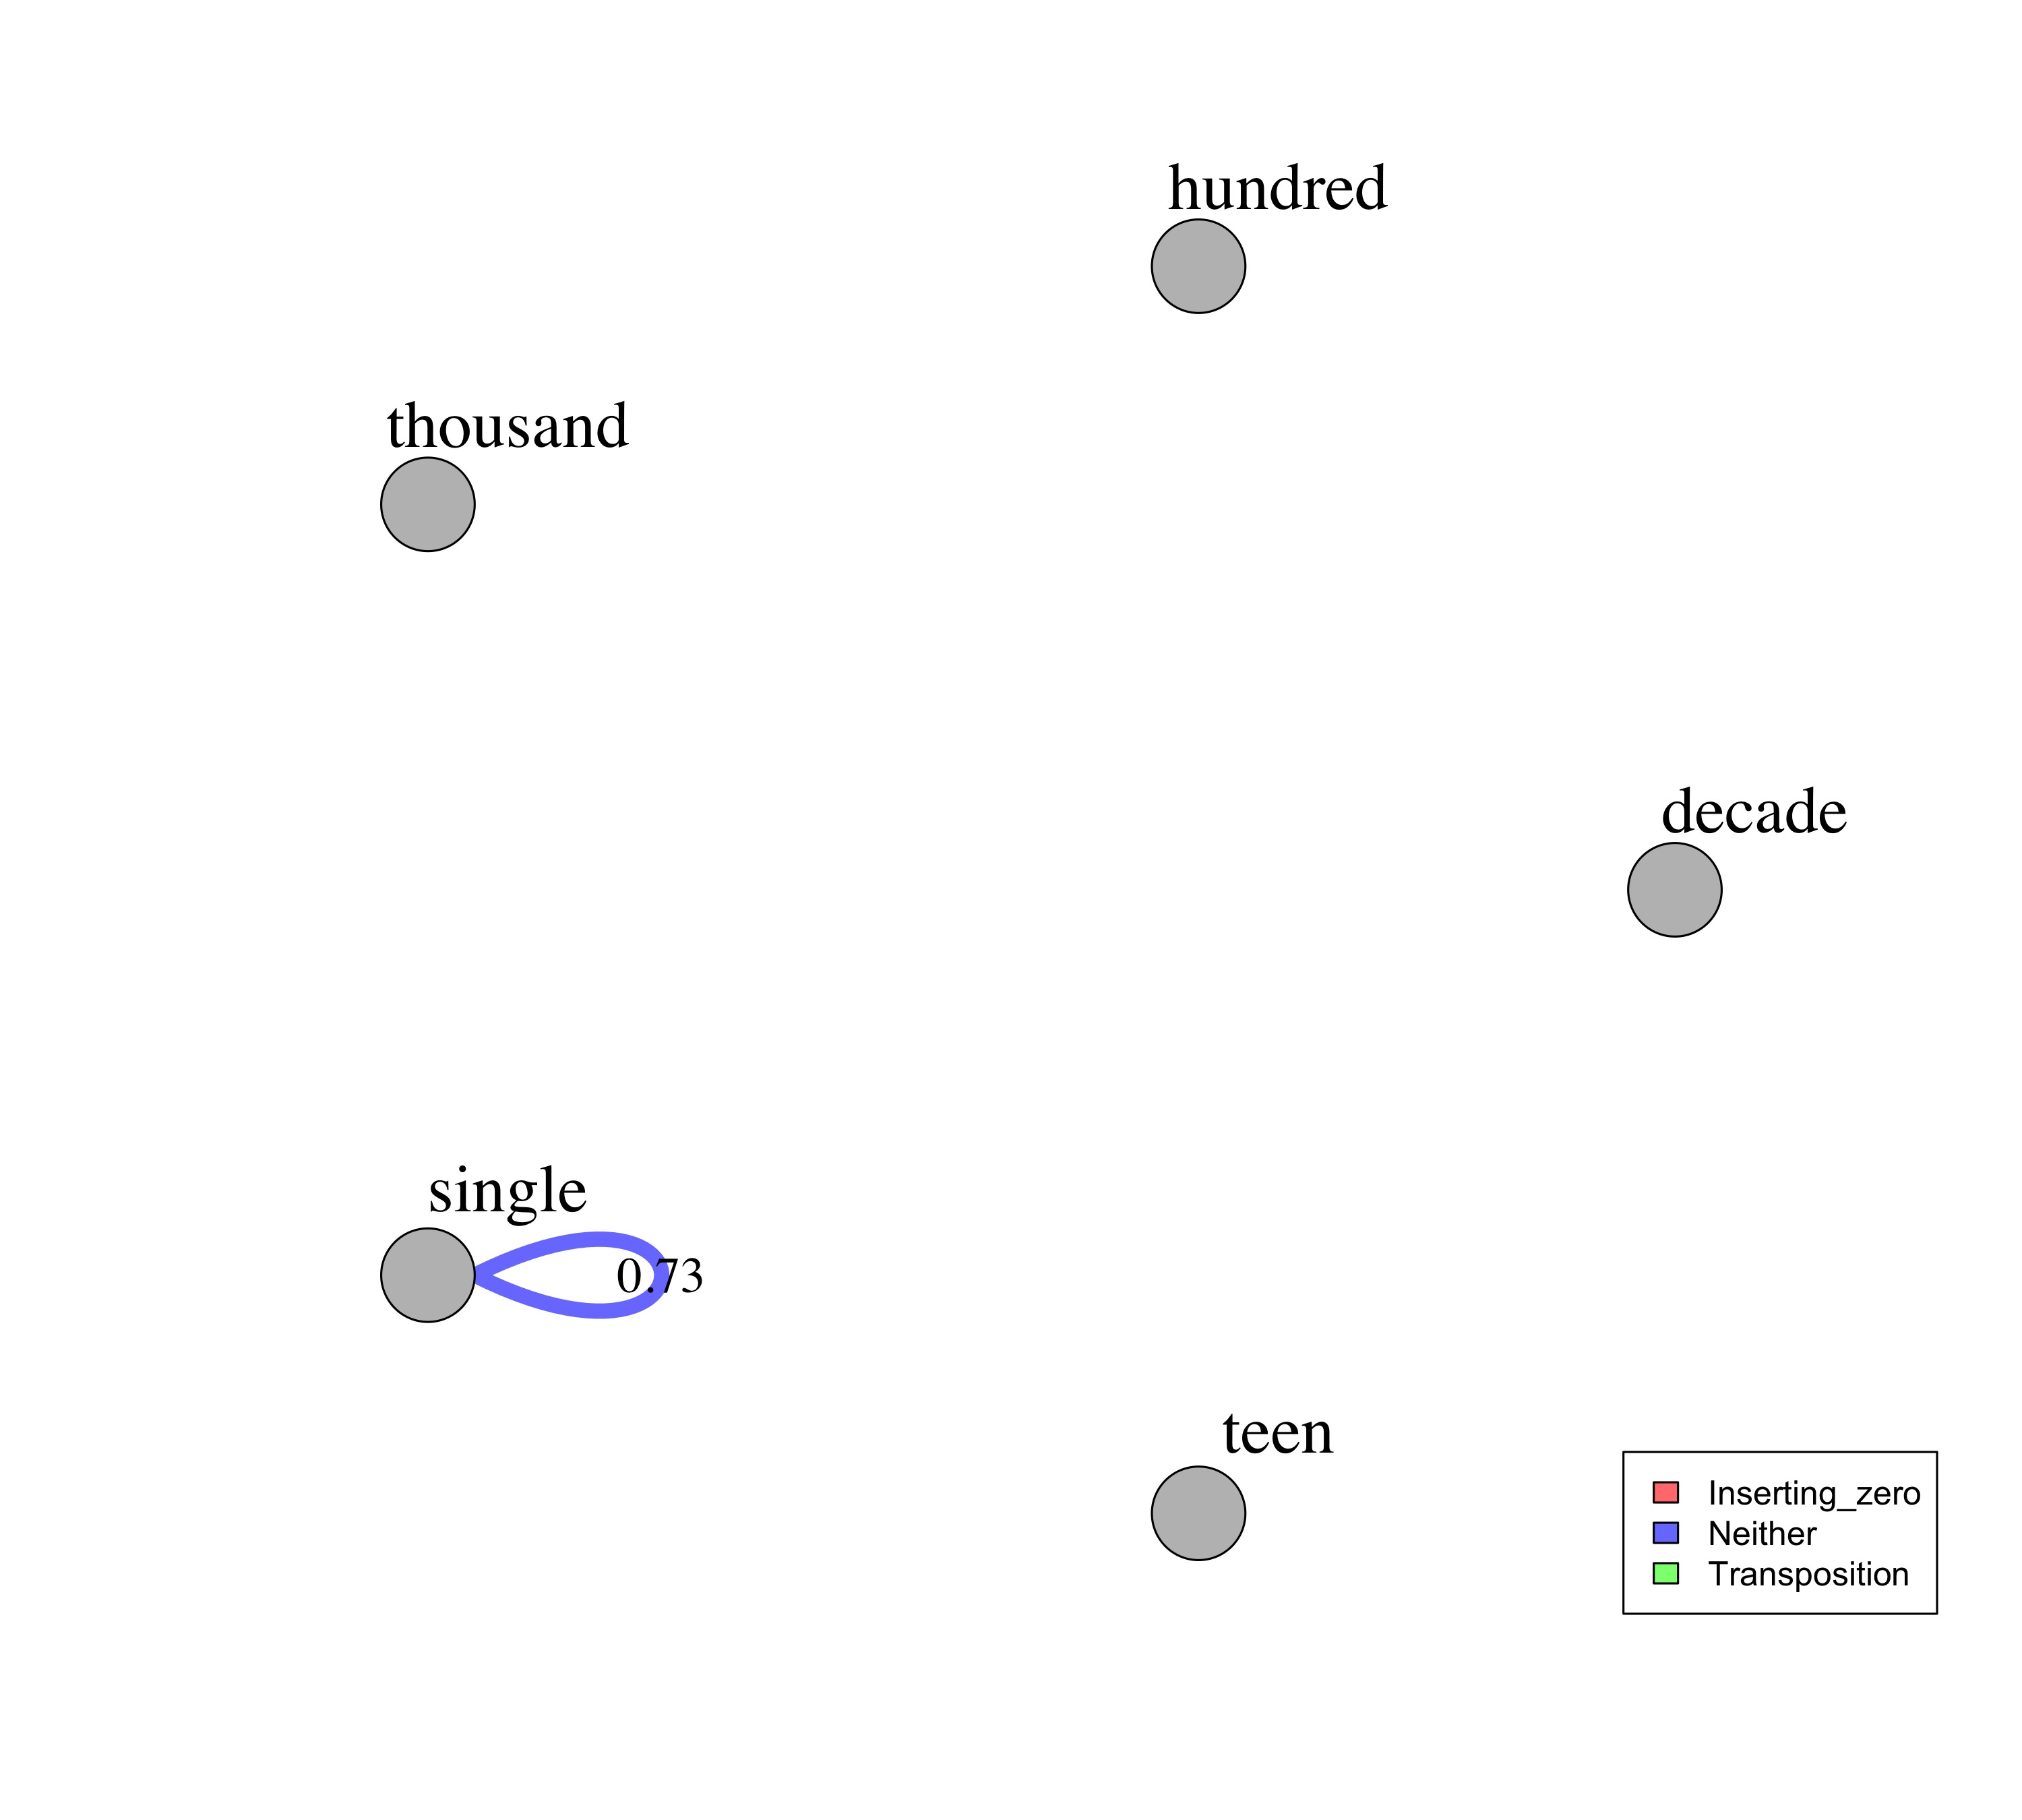 hundred
thousand
decade
single
0.73
teen
Inserting_zero
Neither
Transposition